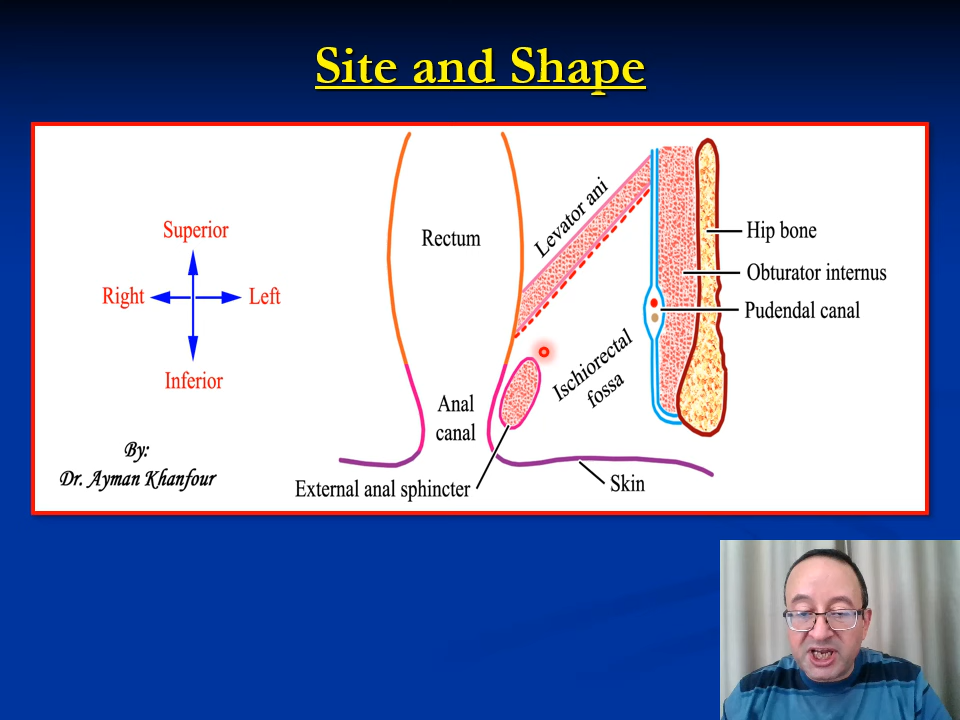 Site and Shape
Superior
Right
Left
Inferior
By:
Dr. Ayman Khanfour
Rectum
Levator ani
Hip bone
Obturator internus
Pudendal canal
Ischiorectal
fossa
Anal
canal
External anal sphincter
Skin